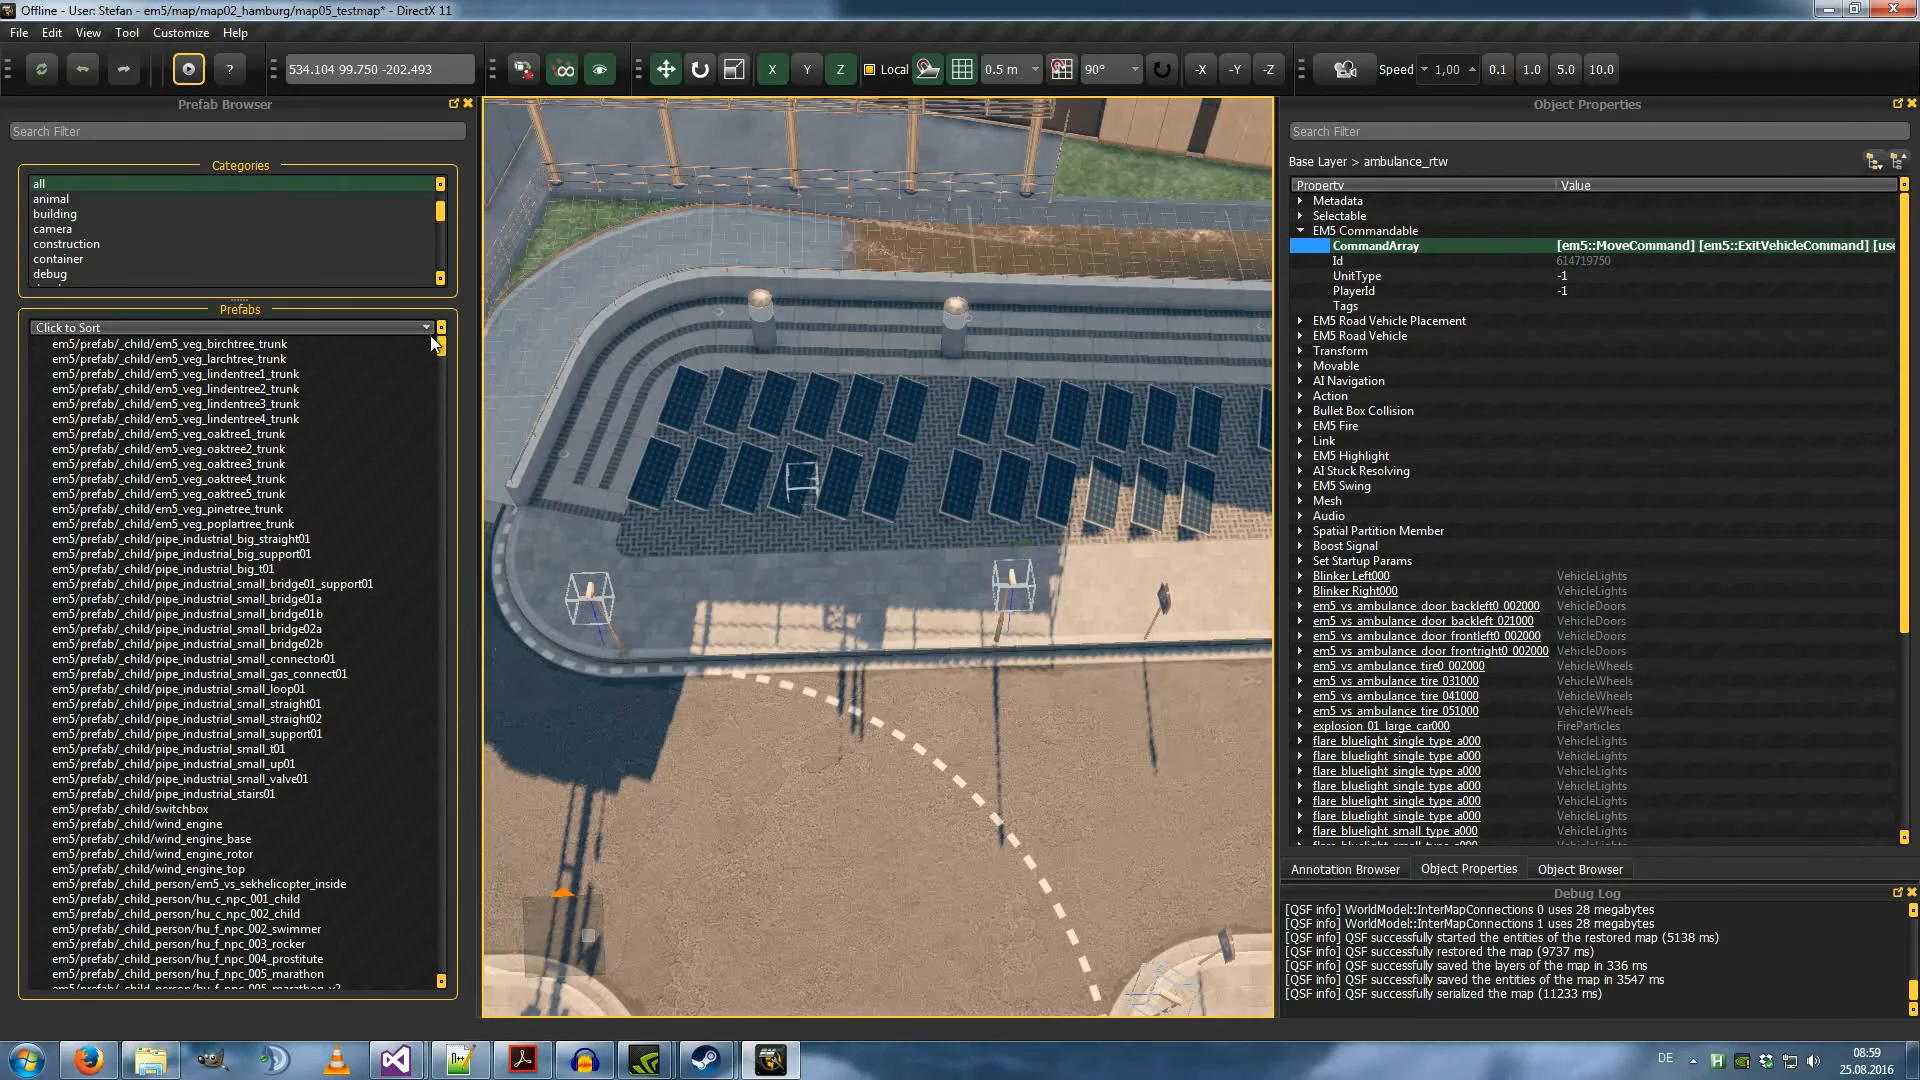 Offline - User: Stefan - em5/map/map02_hamburg/map05_testmap* - DirectX 11
File Edit View Tool Customize Help
? 534.104 99.750 -202.493 X Y Z Local 0.5 m 90° -X -Y -Z Speed 1,00 0.1 1.0 5.0 10.0
Prefab Browser
Search Filter
Categories
all
animal
building
camera
construction
container
debug
Prefabs
Click to Sort
em5/prefab/_child/em5_veg_birchtree_trunk
em5/prefab/_child/em5_veg_larchtree_trunk
em5/prefab/_child/em5_veg_lindentree1_trunk
em5/prefab/_child/em5_veg_lindentree2_trunk
em5/prefab/_child/em5_veg_lindentree3_trunk
em5/prefab/_child/em5_veg_lindentree4_trunk
em5/prefab/_child/em5_veg_oaktree1_trunk
em5/prefab/_child/em5_veg_oaktree2_trunk
em5/prefab/_child/em5_veg_oaktree3_trunk
em5/prefab/_child/em5_veg_oaktree4_trunk
em5/prefab/_child/em5_veg_oaktree5_trunk
em5/prefab/_child/em5_veg_pinetree_trunk
em5/prefab/_child/em5_veg_poplartree_trunk
em5/prefab/_child/pipe_industrial_big_straight01
em5/prefab/_child/pipe_industrial_big_support01
em5/prefab/_child/pipe_industrial_big_t01
em5/prefab/_child/pipe_industrial_small_bridge01_support01
em5/prefab/_child/pipe_industrial_small_bridge01a
em5/prefab/_child/pipe_industrial_small_bridge01b
em5/prefab/_child/pipe_industrial_small_bridge02a
em5/prefab/_child/pipe_industrial_small_bridge02b
em5/prefab/_child/pipe_industrial_small_connector01
em5/prefab/_child/pipe_industrial_small_gas_connect01
em5/prefab/_child/pipe_industrial_small_loop01
em5/prefab/_child/pipe_industrial_small_straight01
em5/prefab/_child/pipe_industrial_small_straight02
em5/prefab/_child/pipe_industrial_small_support01
em5/prefab/_child/pipe_industrial_small_t01
em5/prefab/_child/pipe_industrial_small_up01
em5/prefab/_child/pipe_industrial_small_valve01
em5/prefab/_child/pipe_industrial_stairs01
em5/prefab/_child/switchbox
em5/prefab/_child/wind_engine
em5/prefab/_child/wind_engine_base
em5/prefab/_child/wind_engine_rotor
em5/prefab/_child/wind_engine_top
em5/prefab/_child_person/em5_vs_sekhelicopter_inside
em5/prefab/_child_person/hu_c_npc_001_child
em5/prefab/_child_person/hu_c_npc_002_child
em5/prefab/_child_person/hu_f_npc_002_swimmer
em5/prefab/_child_person/hu_f_npc_003_rocker
em5/prefab/_child_person/hu_f_npc_004_prostitute
em5/prefab/_child_person/hu_f_npc_005_marathon
em5/prefab/_child_person/hu_f_npc_005_marathon_v2
Object Properties
Search Filter
Base Layer > ambulance_rtw
Property Value
Metadata
Selectable
EM5 Commandable
CommandArray [em5::MoveCommand] [em5::ExitVehicleCommand] [use
Id 614719750
UnitType -1
PlayerId -1
Tags
EM5 Road Vehicle Placement
EM5 Road Vehicle
Transform
Movable
AI Navigation
Action
Bullet Box Collision
EM5 Fire
Link
EM5 Highlight
AI Stuck Resolving
EM5 Swing
Mesh
Audio
Spatial Partition Member
Boost Signal
Set Startup Params
Blinker Left000 VehicleLights
Blinker Right000 VehicleLights
em5_vs_ambulance_door_backleft0_002000 VehicleDoors
em5_vs_ambulance_door_backleft_021000 VehicleDoors
em5_vs_ambulance_door_frontleft0_002000 VehicleDoors
em5_vs_ambulance_door_frontright0_002000 VehicleDoors
em5_vs_ambulance_tire0_002000 VehicleWheels
em5_vs_ambulance_tire_031000 VehicleWheels
em5_vs_ambulance_tire_041000 VehicleWheels
em5_vs_ambulance_tire_051000 VehicleWheels
explosion_01_large_car000 FireParticles
flare_bluelight_single_type_a000 VehicleLights
flare_bluelight_single_type_a000 VehicleLights
flare_bluelight_single_type_a000 VehicleLights
flare_bluelight_single_type_a000 VehicleLights
flare_bluelight_single_type_a000 VehicleLights
flare_bluelight_single_type_a000 VehicleLights
flare_bluelight_small_type_a000 VehicleLights
Annotation Browser Object Properties Object Browser
Debug Log
[QSF info] WorldModel::InterMapConnections 0 uses 28 megabytes
[QSF info] WorldModel::InterMapConnections 1 uses 28 megabytes
[QSF info] QSF successfully started the entities of the restored map (5138 ms)
[QSF info] QSF successfully restored the map (9737 ms)
[QSF info] QSF successfully saved the layers of the map in 336 ms
[QSF info] QSF successfully saved the entities of the map in 3547 ms
[QSF info] QSF successfully serialized the map (11233 ms)
DE 08:59
25.08.2016